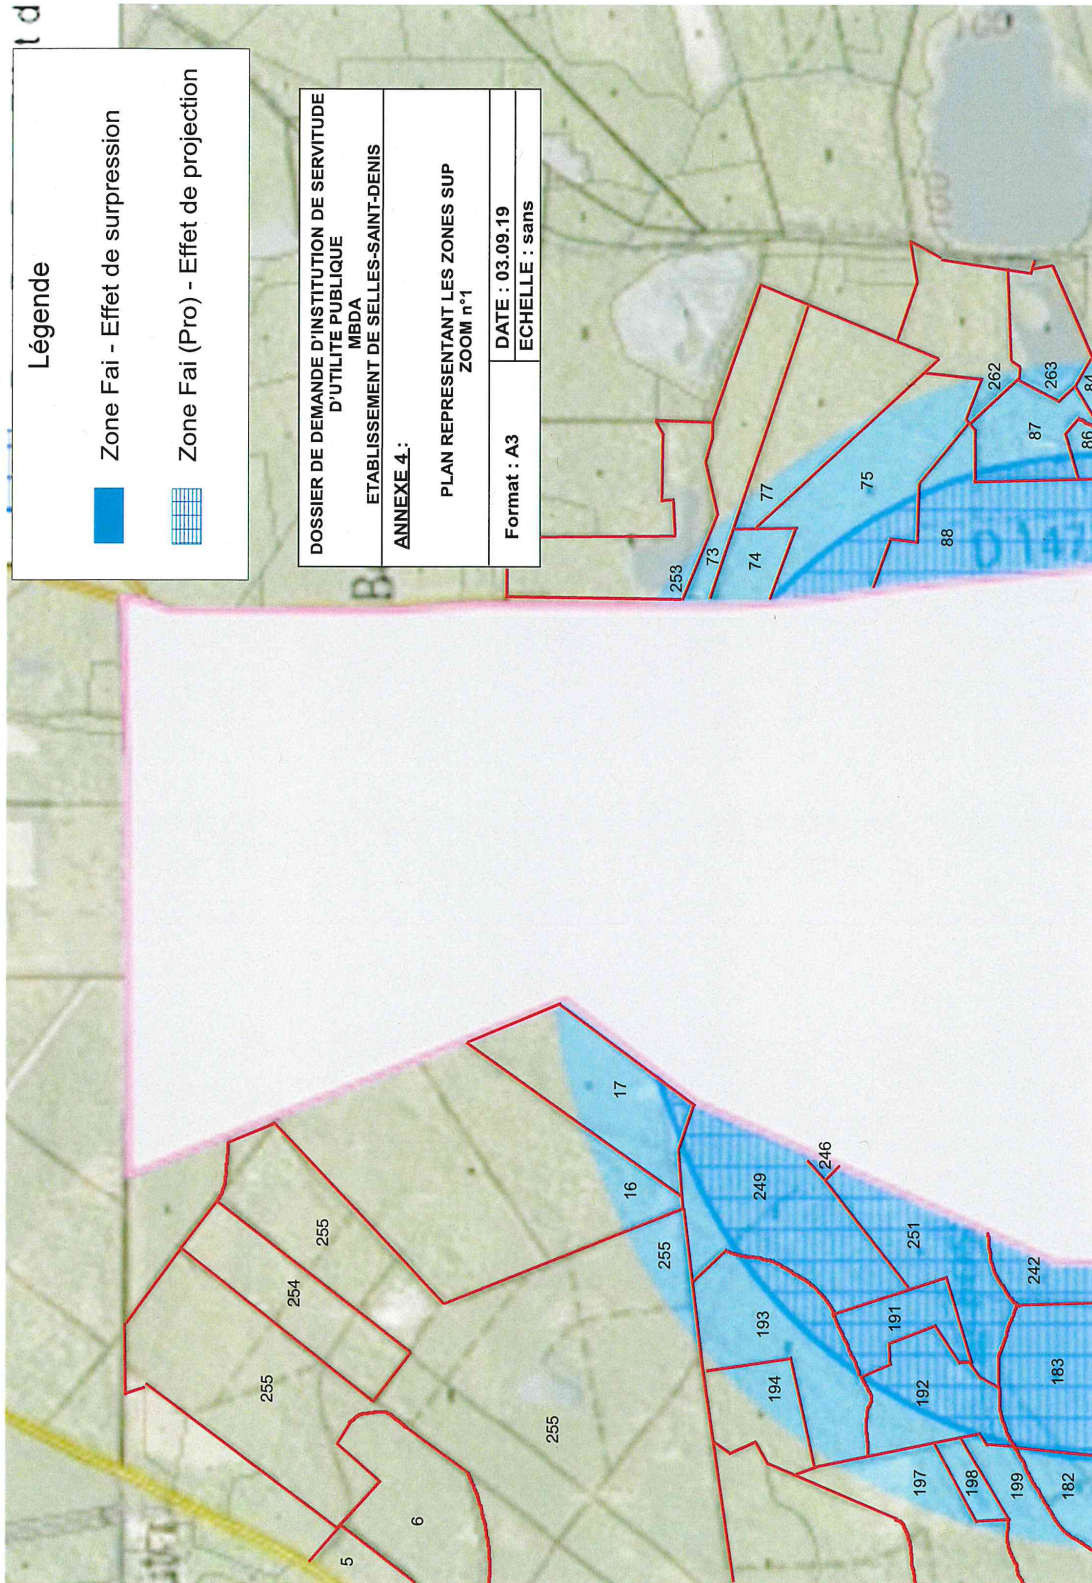 Légende
Zone Fai - Effet de surpression
Zone Fai (Pro) - Effet de projection
DOSSIER DE DEMANDE D'INSTITUTION DE SERVITUDE
D'UTILITE PUBLIQUE
MBDA
ETABLISSEMENT DE SELLES-SAINT-DENIS
ANNEXE 4 :
PLAN REPRESENTANT LES ZONES SUP
ZOOM n°1
Format : A3
DATE : 03.09.19
ECHELLE : sans
t d
B
100
100
D 147
5
6
255
254
255
255
255
16
17
249
246
251
242
193
194
191
192
183
197
198
199
182
253
73
74
77
75
88
262
263
87
86
84